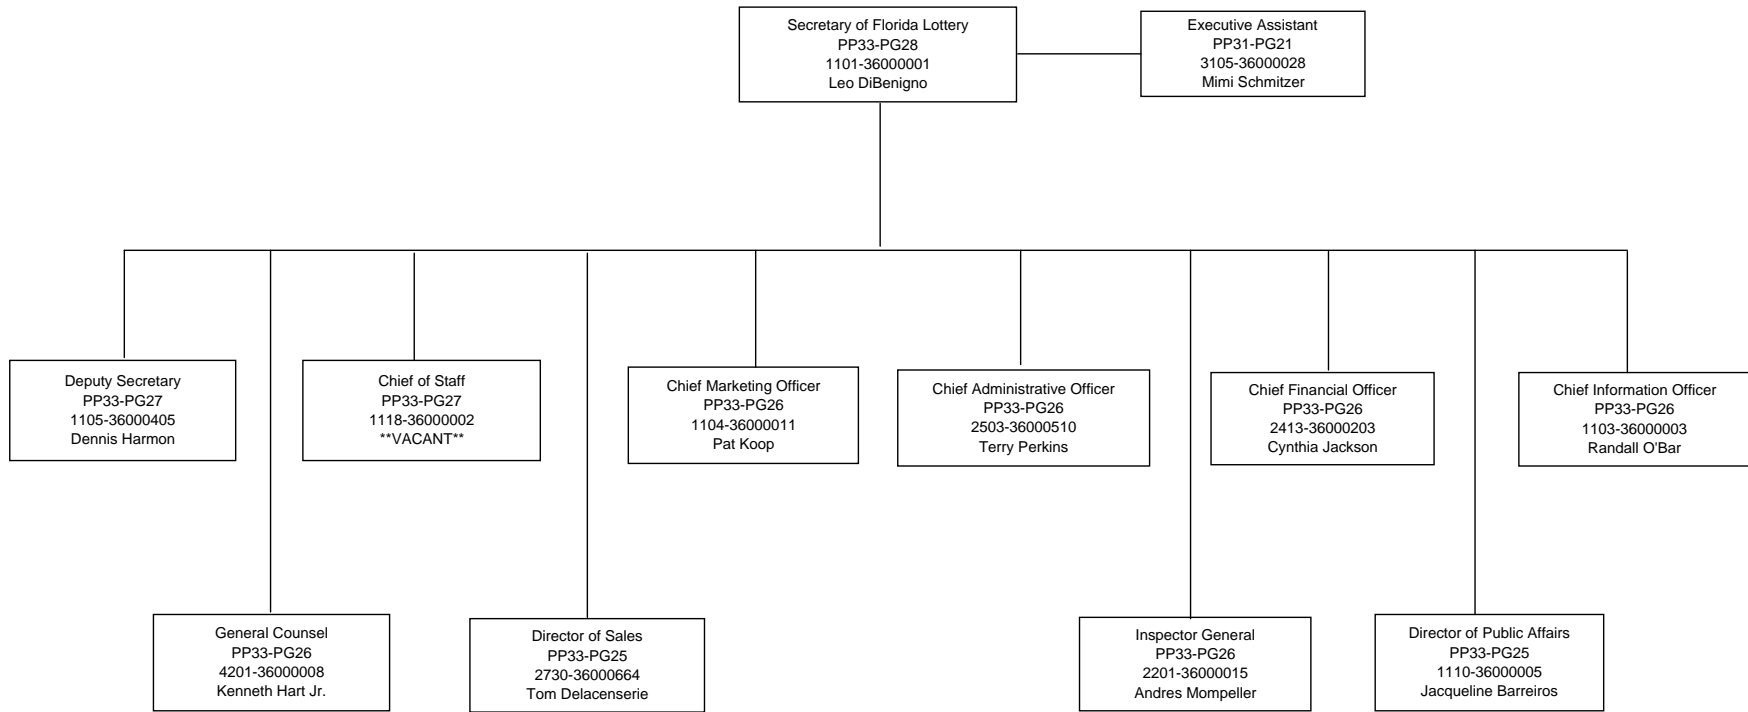 Secretary of Florida Lottery
PP33-PG28
1101-36000001
Leo DiBenigno
Executive Assistant
PP31-PG21
3105-36000028
Mimi Schmitzer
Deputy Secretary
PP33-PG27
1105-36000405
Dennis Harmon
Chief of Staff
PP33-PG27
1118-36000002
**VACANT**
Chief Marketing Officer
PP33-PG26
1104-36000011
Pat Koop
Chief Administrative Officer
PP33-PG26
2503-36000510
Terry Perkins
Chief Financial Officer
PP33-PG26
2413-36000203
Cynthia Jackson
Chief Information Officer
PP33-PG26
1103-36000003
Randall O'Bar
General Counsel
PP33-PG26
4201-36000008
Kenneth Hart Jr.
Director of Sales
PP33-PG25
2730-36000664
Tom Delacenserie
Inspector General
PP33-PG26
2201-36000015
Andres Mompeller
Director of Public Affairs
PP33-PG25
1110-36000005
Jacqueline Barreiros